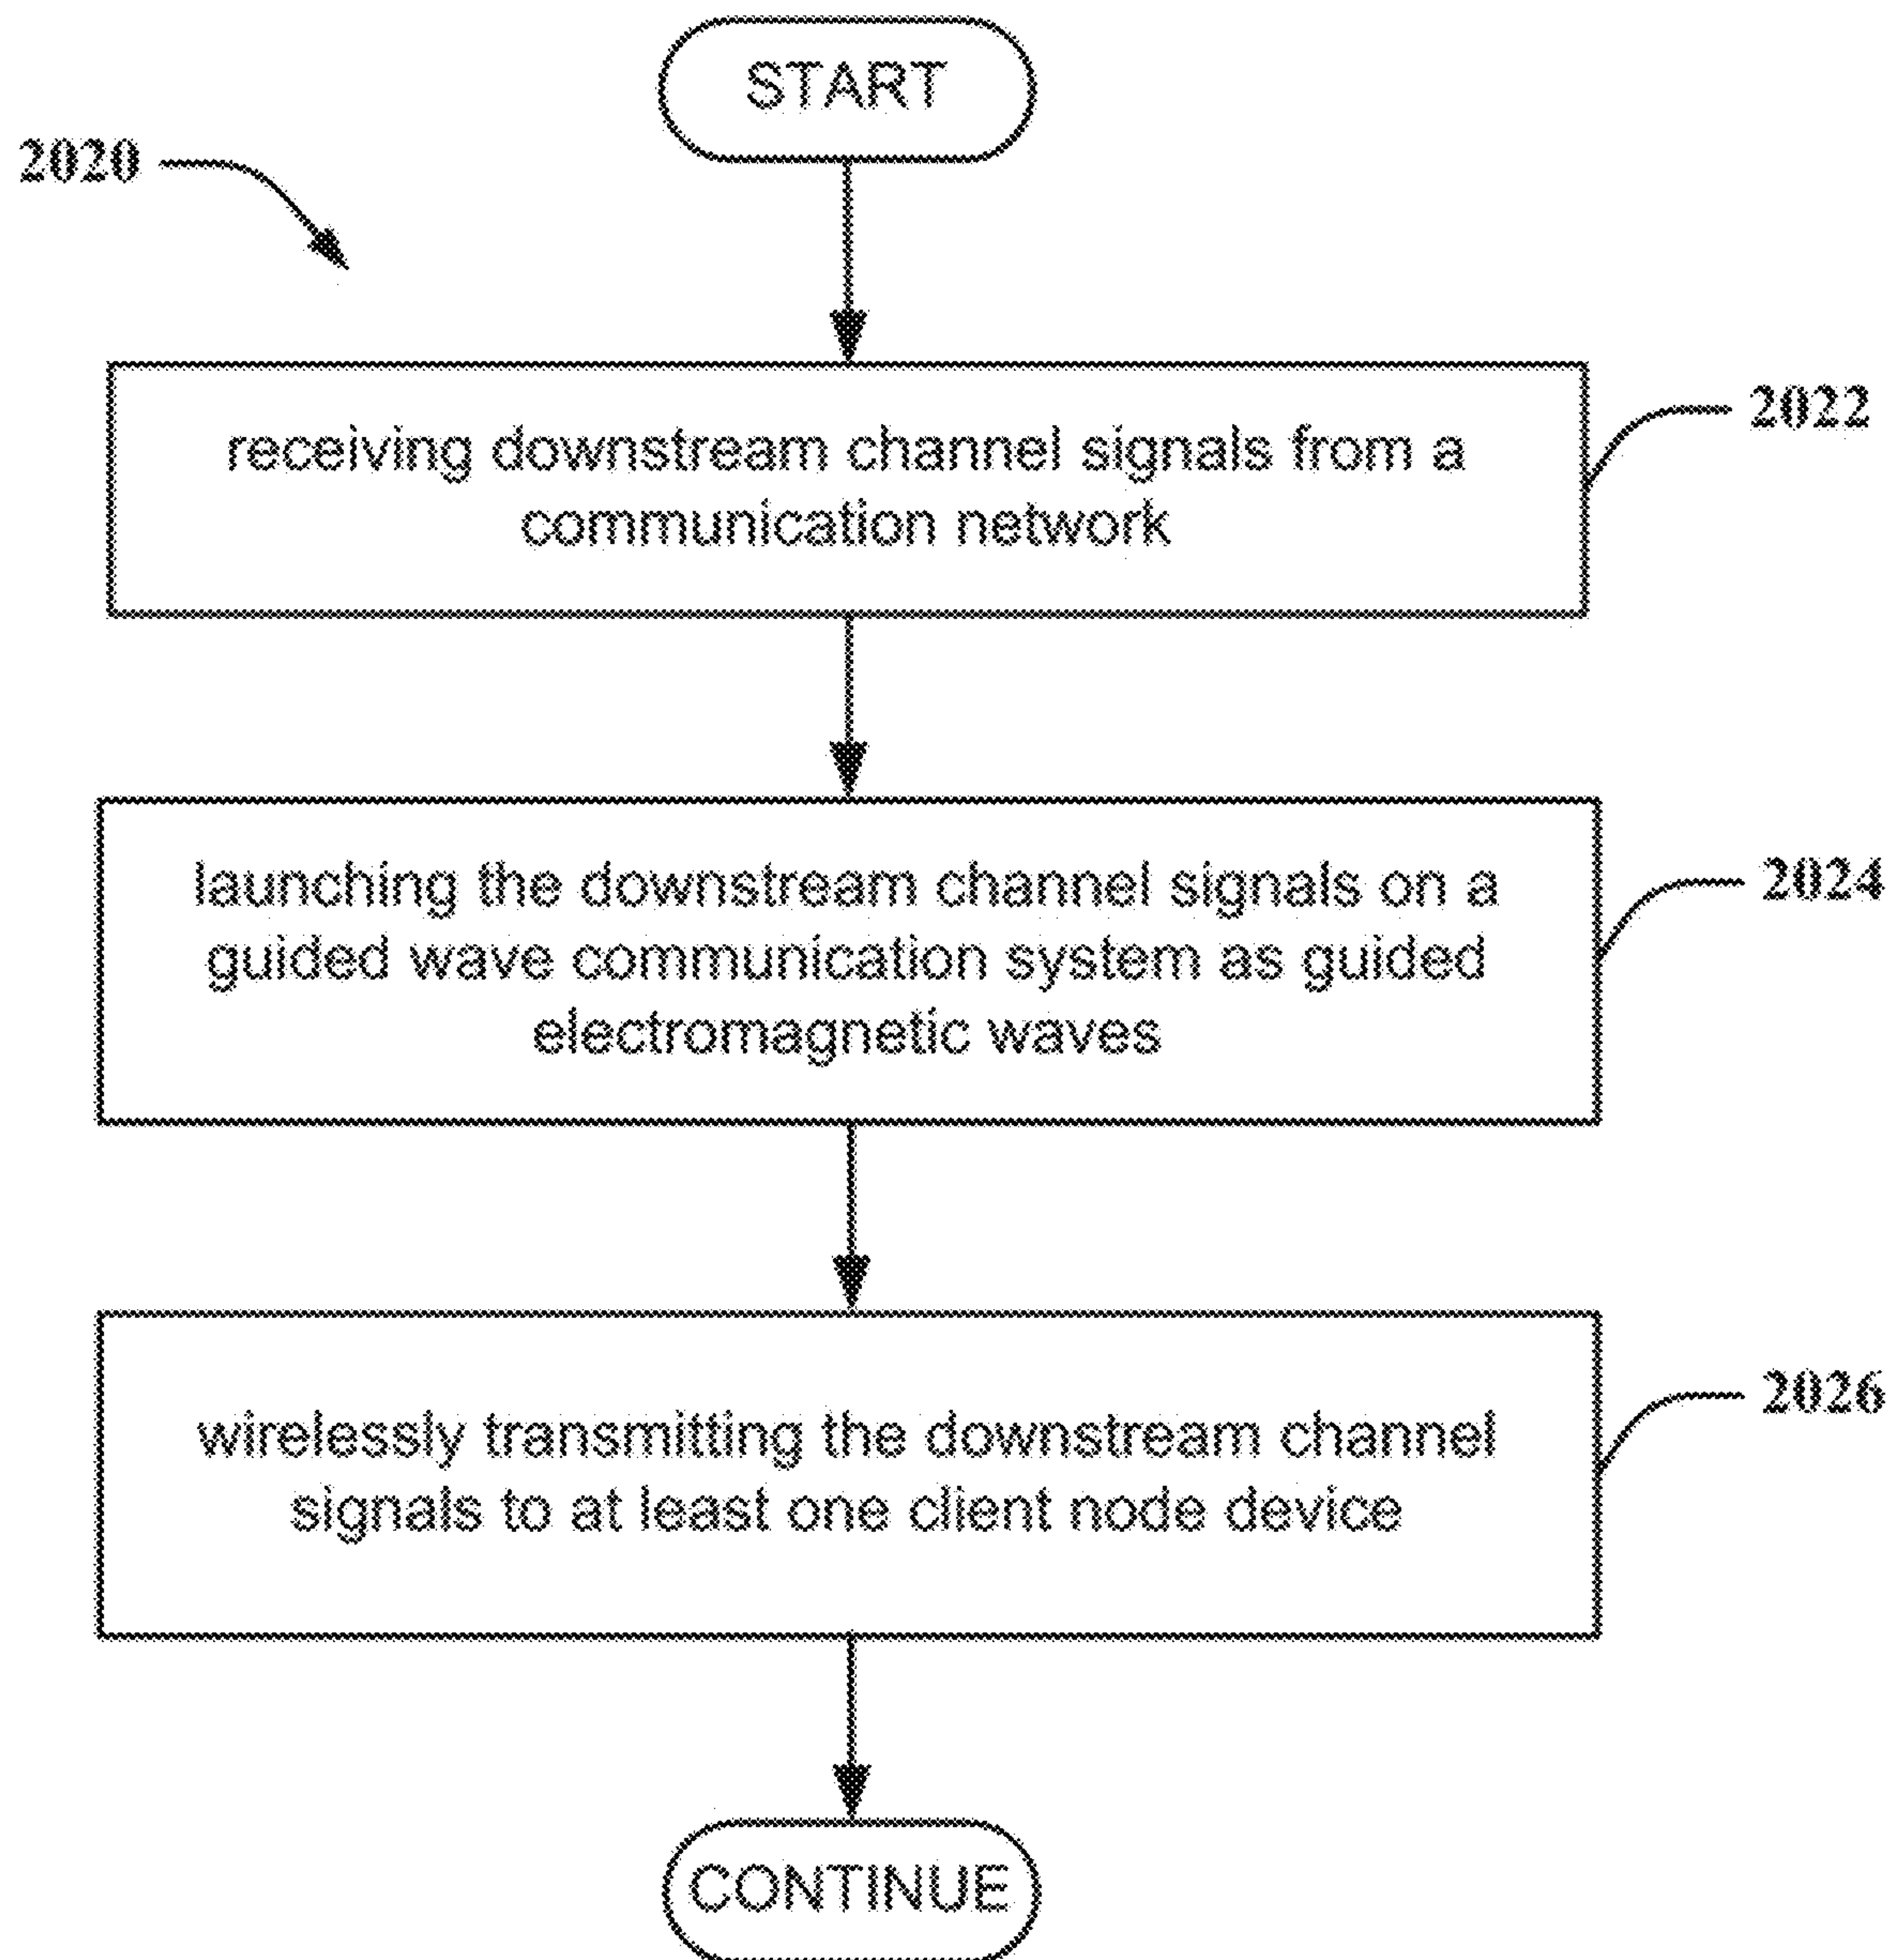 START
2020
receiving downstream channel signals from a
communication network
2022
launching the downstream channel signals on a
guided wave communication system as guided
electromagnetic waves
2024
wirelessly transmitting the downstream channel
signals to at least one client node device
2026
CONTINUE